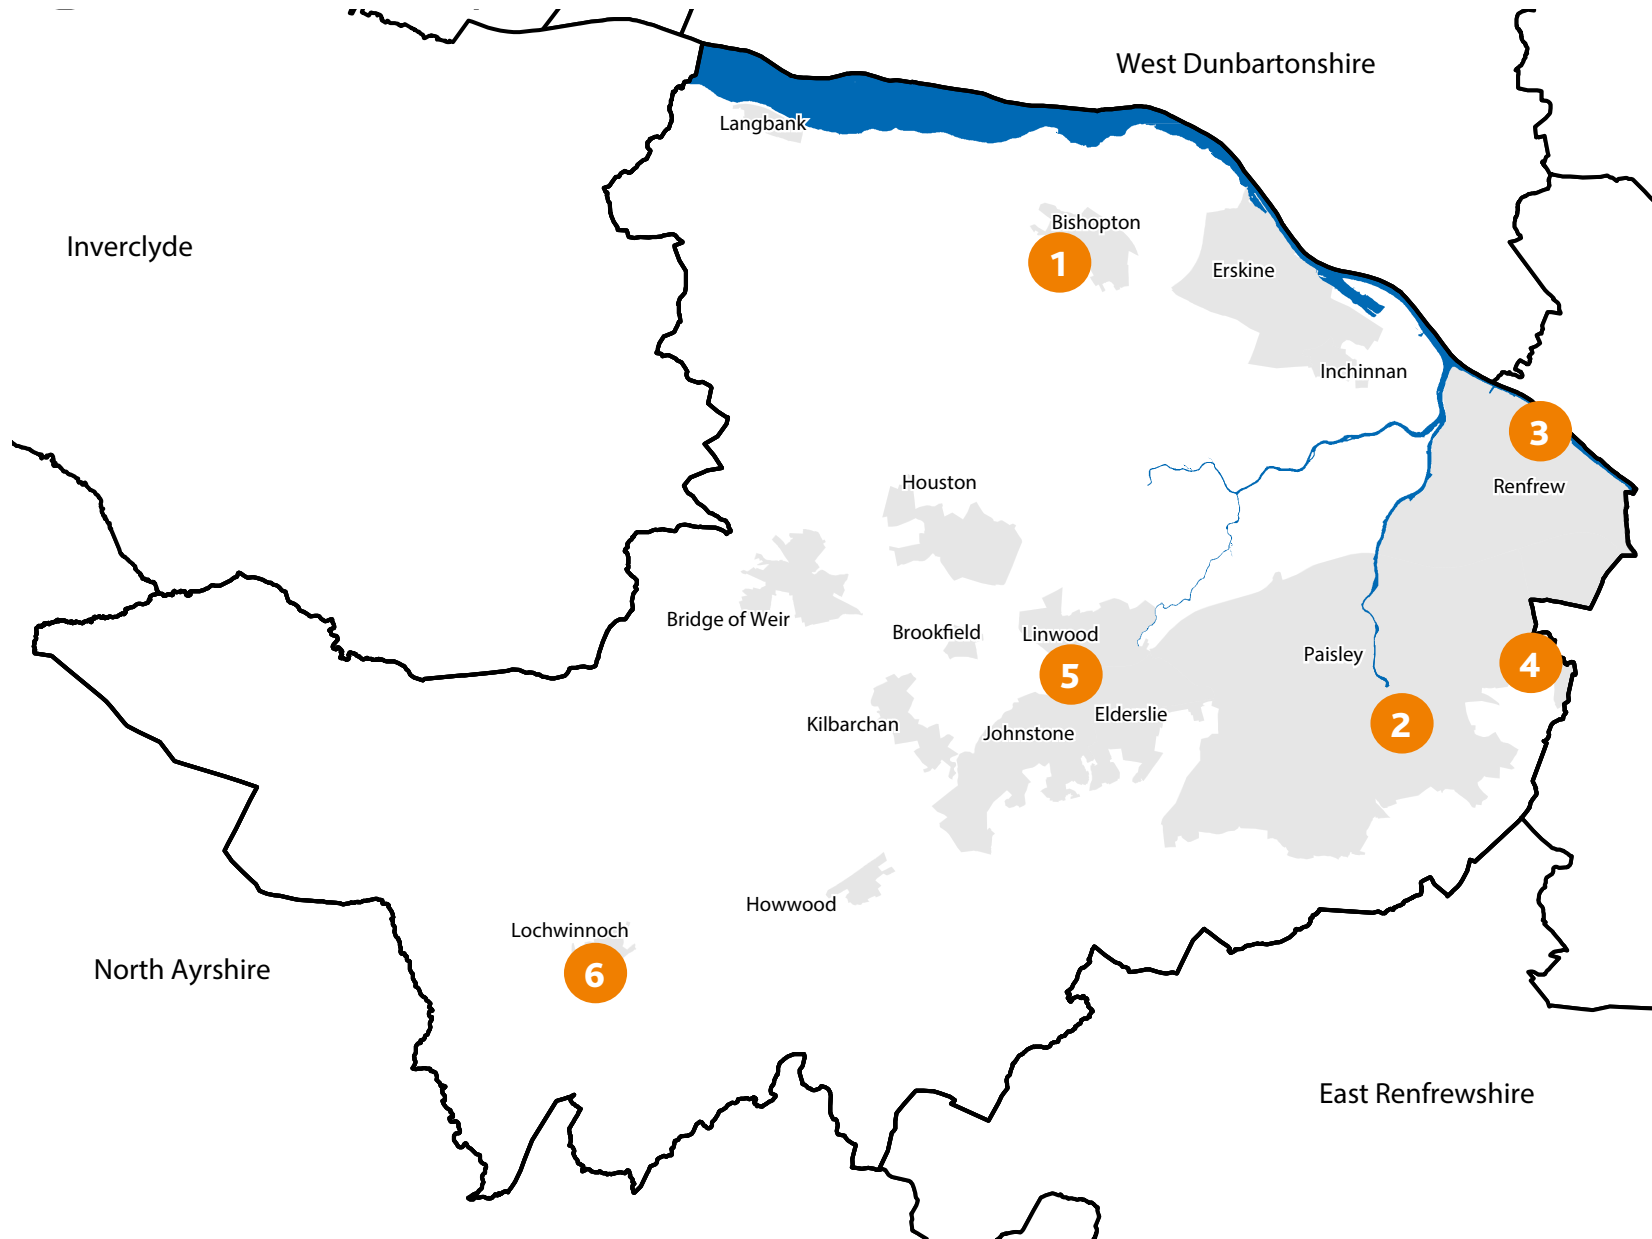 West Dunbartonshire
Langbank
Bishopton
Inverclyde
1
Erskine
Inchinnan
3
Houston
Renfrew
Bridge of Weir
Brookfield
Linwood
Paisley
4
5
Elderslie
Kilbarchan
Johnstone
2
Howwood
Lochwinnoch
North Ayrshire
6
East Renfrewshire